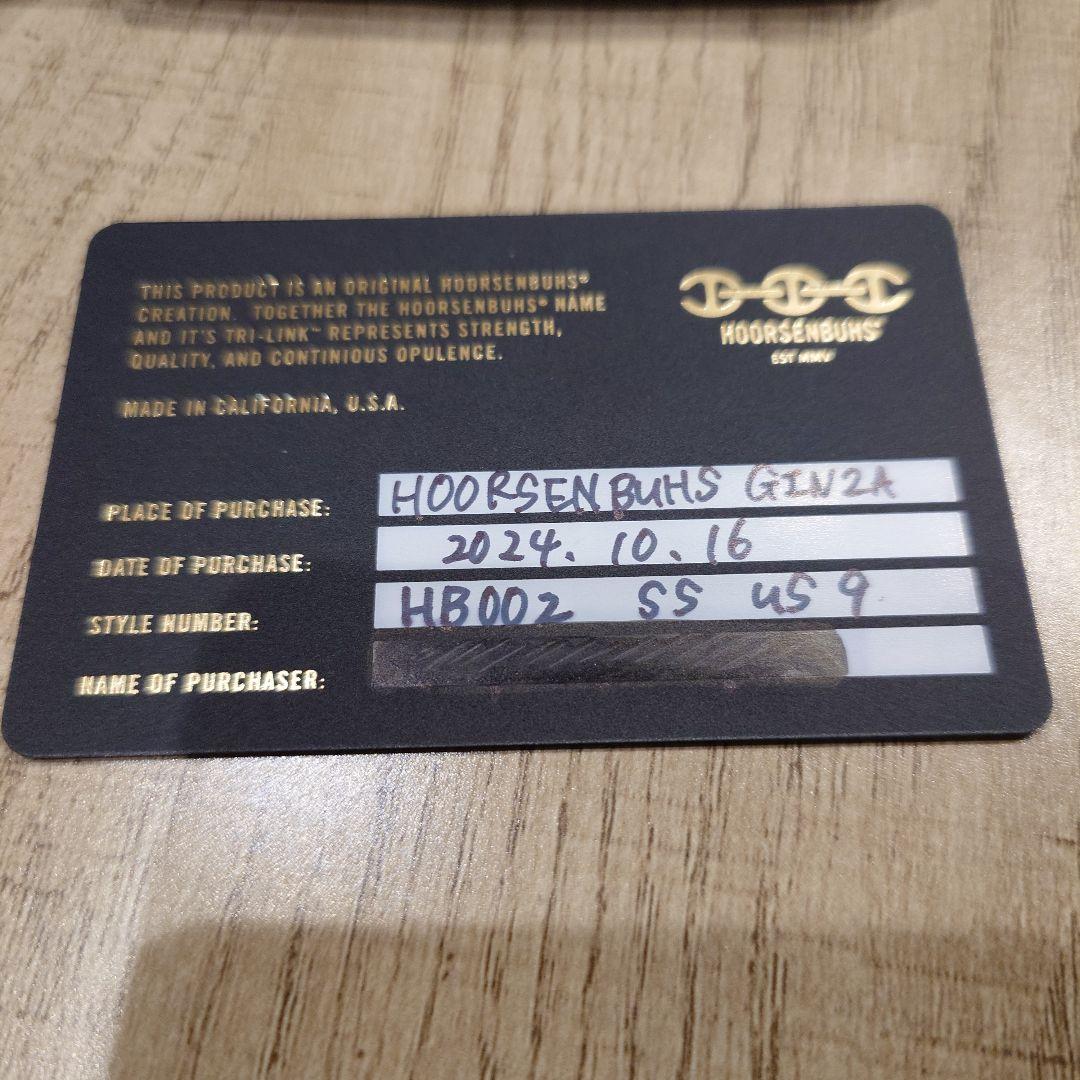 THIS PRODUCT IS AN ORIGINAL HOORSENBUHS®
CREATION. TOGETHER THE HOORSENBUHS® NAME
AND IT'S TRI-LINK™ REPRESENTS STRENGTH,
QUALITY, AND CONTINIOUS OPULENCE.
MADE IN CALIFORNIA, U.S.A.
HOORSENBUHS®
EST MMV
PLACE OF PURCHASE: HOORSENBUHS GINZA
DATE OF PURCHASE: 2024. 10. 16
STYLE NUMBER: HB002 SS US 9
NAME OF PURCHASER: